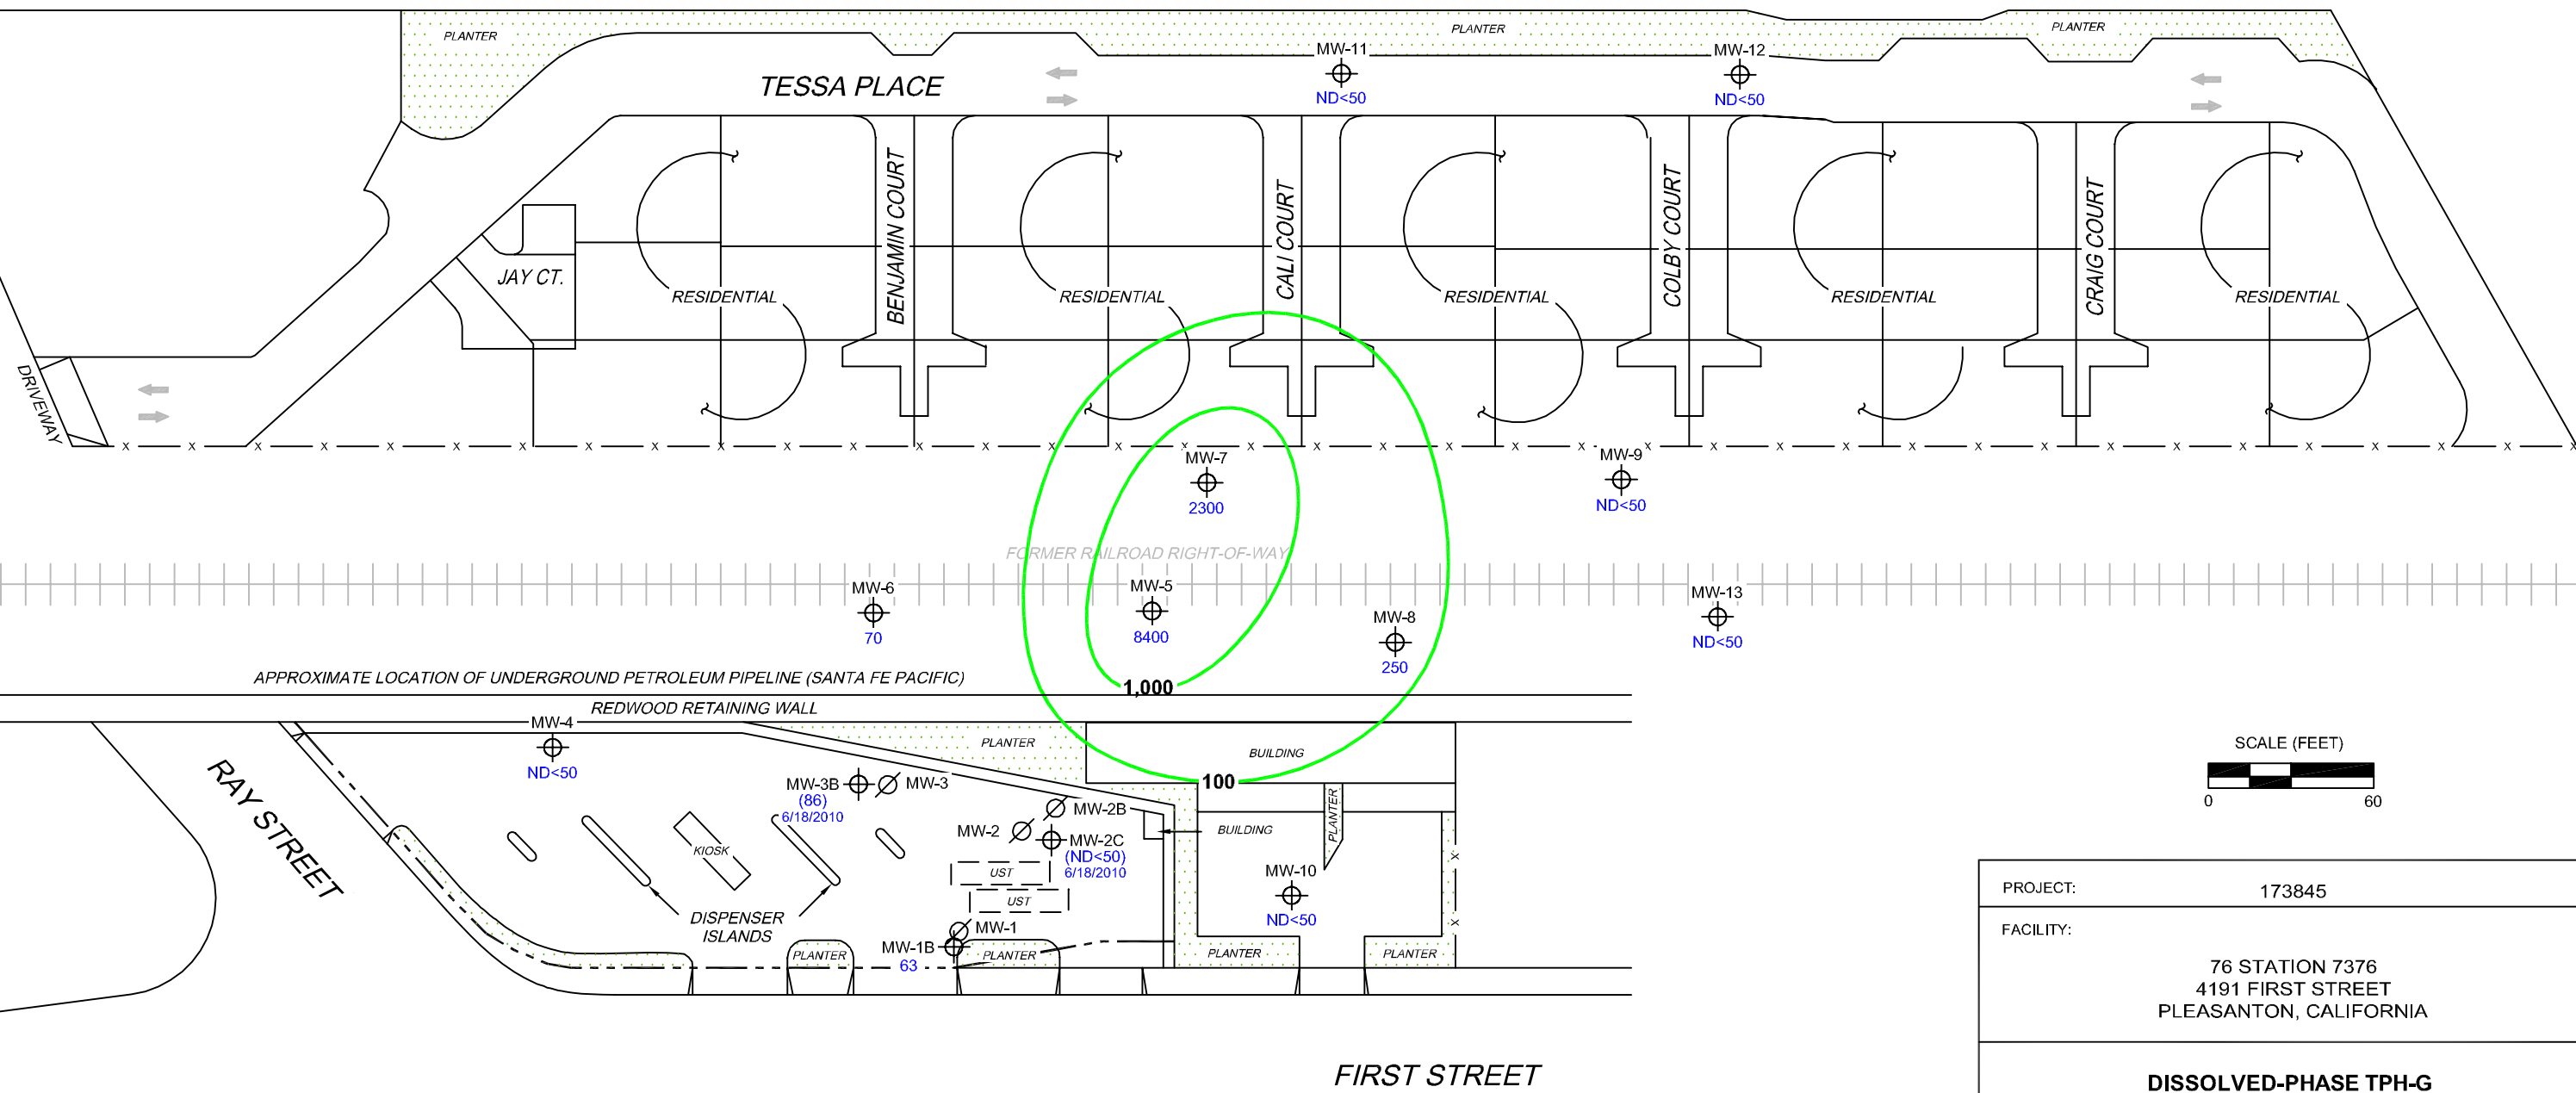 PLANTER
PLANTER
PLANTER
MW-11
ND<50
MW-12
ND<50
TESSA PLACE
BENJAMIN COURT
CALI COURT
COLBY COURT
CRAIG COURT
JAY CT.
RESIDENTIAL
RESIDENTIAL
RESIDENTIAL
RESIDENTIAL
RESIDENTIAL
DRIVEWAY
MW-7
2300
MW-9
ND<50
FORMER RAILROAD RIGHT-OF-WAY
MW-6
70
MW-5
8400
MW-8
250
MW-13
ND<50
APPROXIMATE LOCATION OF UNDERGROUND PETROLEUM PIPELINE (SANTA FE PACIFIC)
1,000
REDWOOD RETAINING WALL
MW-4
ND<50
PLANTER
BUILDING
100
RAY STREET
MW-3B
(86)
6/18/2010
MW-3
MW-2B
MW-2
MW-2C
(ND<50)
6/18/2010
BUILDING
PLANTER
KIOSK
UST
UST
MW-10
ND<50
DISPENSER
ISLANDS
MW-1
MW-1B
63
PLANTER
PLANTER
PLANTER
PLANTER
FIRST STREET
SCALE (FEET)
0 60
PROJECT: 173845
FACILITY:
76 STATION 7376
4191 FIRST STREET
PLEASANTON, CALIFORNIA
DISSOLVED-PHASE TPH-G